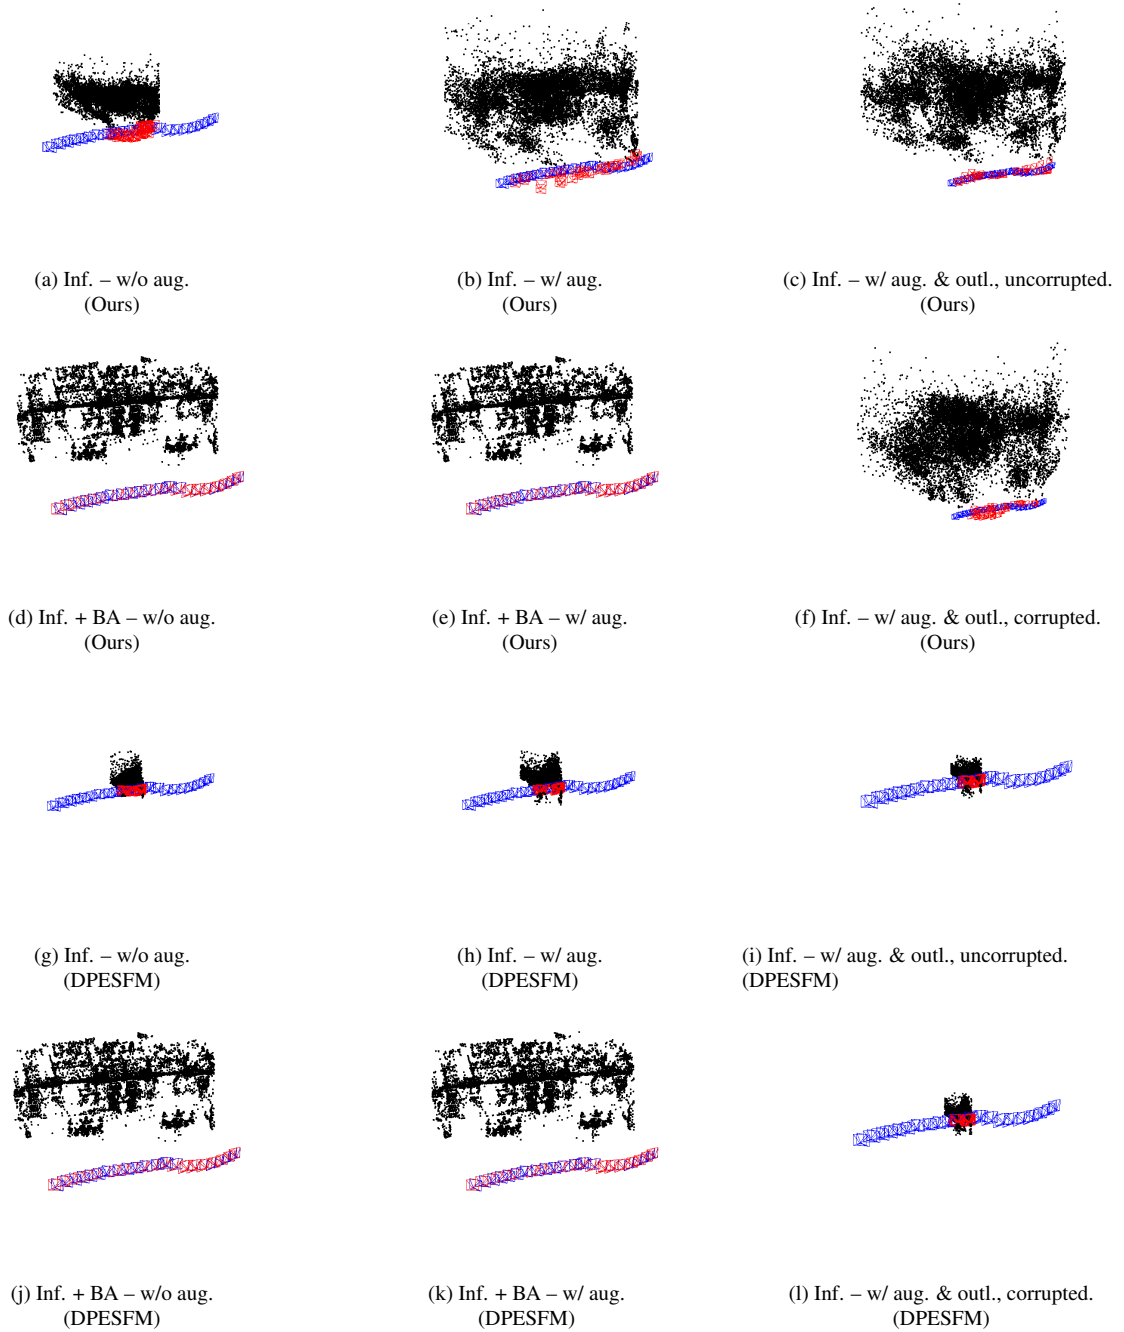 (a) Inf. – w/o aug.
(Ours)
(b) Inf. – w/ aug.
(Ours)
(c) Inf. – w/ aug. & outl., uncorrupted.
(Ours)
(d) Inf. + BA – w/o aug.
(Ours)
(e) Inf. + BA – w/ aug.
(Ours)
(f) Inf. – w/ aug. & outl., corrupted.
(Ours)
(g) Inf. – w/o aug.
(DPESFM)
(h) Inf. – w/ aug.
(DPESFM)
(i) Inf. – w/ aug. & outl., uncorrupted.
(DPESFM)
(j) Inf. + BA – w/o aug.
(DPESFM)
(k) Inf. + BA – w/ aug.
(DPESFM)
(l) Inf. – w/ aug. & outl., corrupted.
(DPESFM)